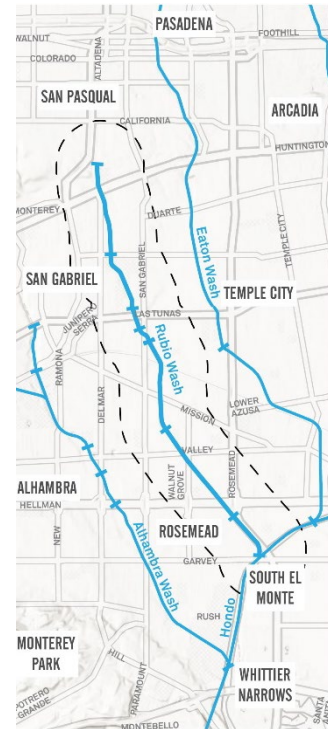 PASADENA
WALNUT
FOOTHILL
COLORADO
ALTADENA
SAN PASQUAL
ARCADIA
CALIFORNIA
HUNTINGTON
MONTEREY
DUARTE
Eaton Wash
TEMPLE CITY
SAN GABRIEL
SAN GABRIEL
TEMPLE CITY
JUNIPERO
SERRA
LAS TUNAS
Rubio Wash
RAMONA
DELMAR
LOWER
AZUSA
MISSION
ROSEMEAD
VALLEY
ALHAMBRA
WALNUT
GROVE
HELLMAN
NEW
ROSEMEAD
Alhambra Wash
GARVEY
SOUTH EL
MONTE
Hondo
RUSH
MONTEREY
PARK
HILL
WHITTIER
NARROWS
POTRERO
GRANDE
PARAMOUNT
SANTA
MONTEBELLO